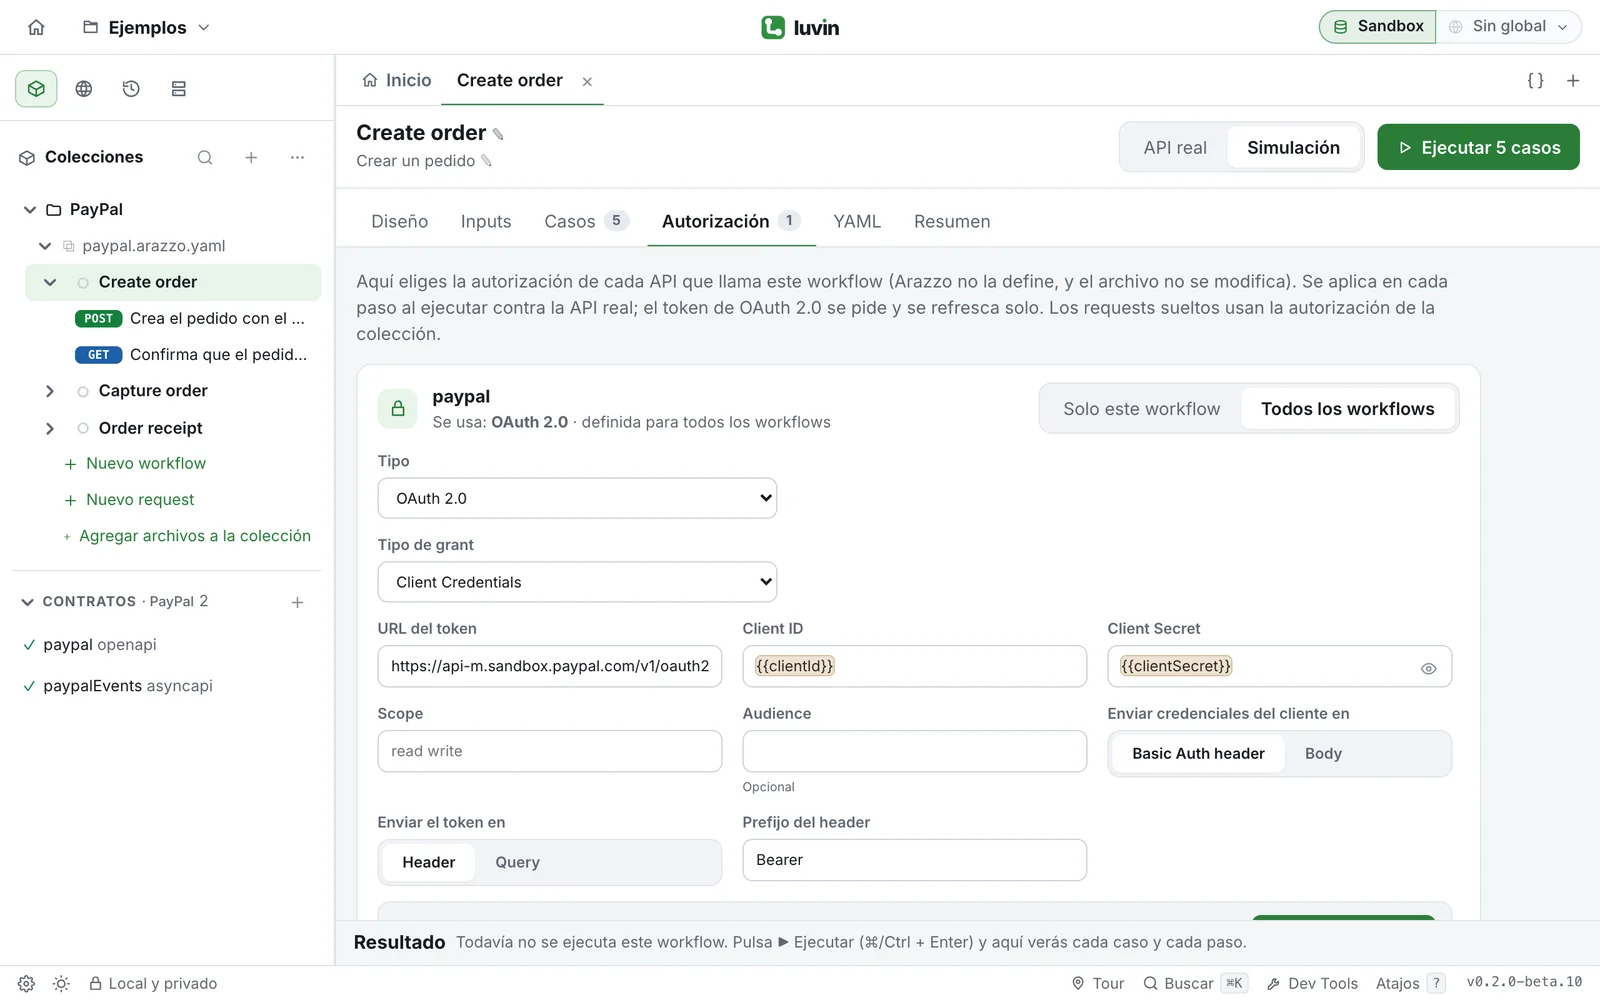 Ejemplos
luvin
Sandbox
Sin global
Inicio
Create order
Colecciones
PayPal
paypal.arazzo.yaml
Create order
POST Crea el pedido con el ...
GET Confirma que el pedid...
Capture order
Order receipt
+ Nuevo workflow
+ Nuevo request
+ Agregar archivos a la colección
CONTRATOS · PayPal 2
paypal openapi
paypalEvents asyncapi
Create order
Crear un pedido
API real
Simulación
Ejecutar 5 casos
Diseño
Inputs
Casos 5
Autorización 1
YAML
Resumen
Aquí eliges la autorización de cada API que llama este workflow (Arazzo no la define, y el archivo no se modifica). Se aplica en cada
paso al ejecutar contra la API real; el token de OAuth 2.0 se pide y se refresca solo. Los requests sueltos usan la autorización de la
colección.
paypal
Se usa: OAuth 2.0 · definida para todos los workflows
Solo este workflow
Todos los workflows
Tipo
OAuth 2.0
Tipo de grant
Client Credentials
URL del token
Client ID
Client Secret
https://api-m.sandbox.paypal.com/v1/oauth2
{{clientId}}
{{clientSecret}}
Scope
Audience
Enviar credenciales del cliente en
read write
Basic Auth header
Body
Opcional
Enviar el token en
Prefijo del header
Header
Query
Bearer
Resultado Todavía no se ejecuta este workflow. Pulsa ▶ Ejecutar (⌘/Ctrl + Enter) y aquí verás cada caso y cada paso.
Local y privado
Tour
Buscar ⌘K
Dev Tools
Atajos ?
v0.2.0-beta.10